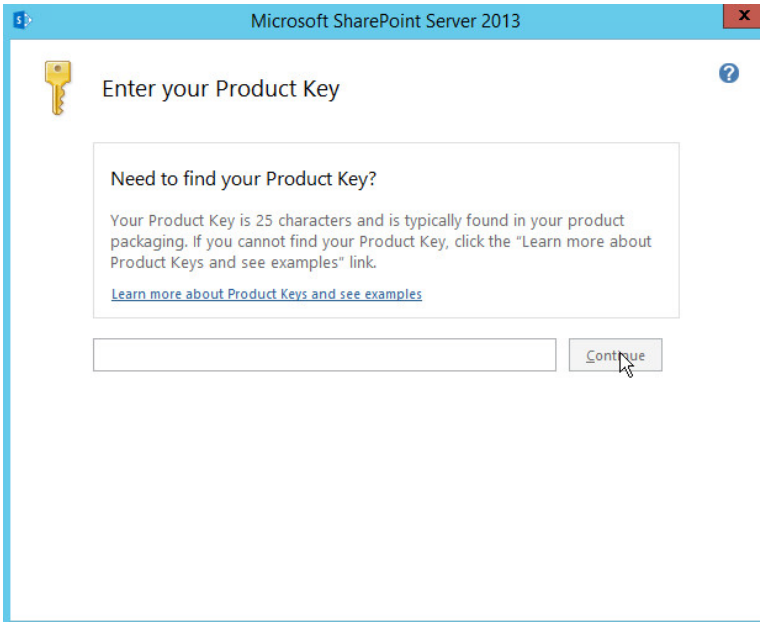 Microsoft SharePoint Server 2013
Enter your Product Key
Need to find your Product Key?
Your Product Key is 25 characters and is typically found in your product
packaging. If you cannot find your Product Key, click the “Learn more about
Product Keys and see examples” link.
Learn more about Product Keys and see examples
Continue